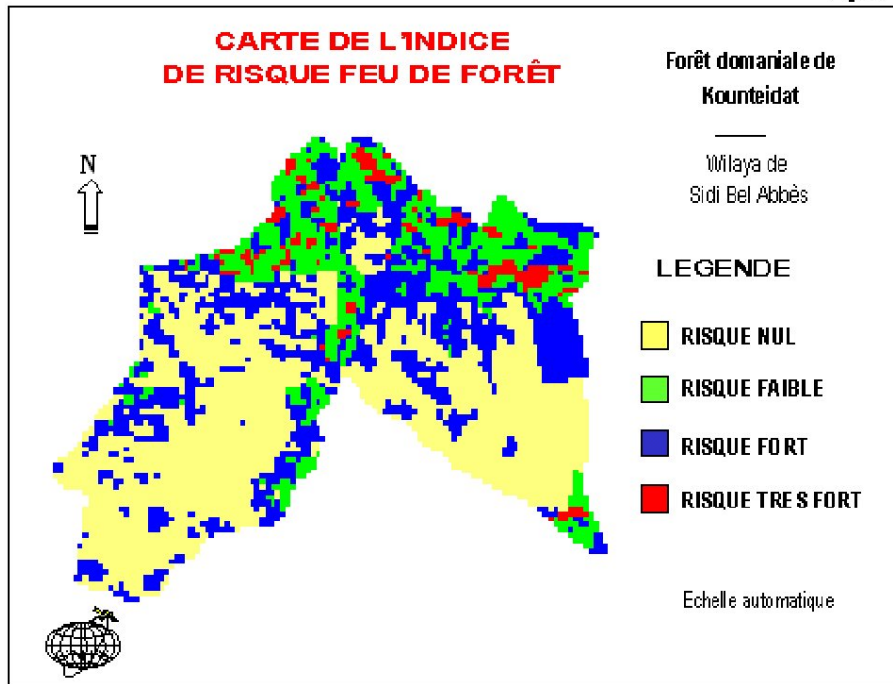 CARTE DE L'INDICE
DE RISQUE FEU DE FORÊT
Forêt domaniale de
Kounteidat
Wilaya de
Sidi Bel Abbès
N
LEGENDE
RISQUE NUL
RISQUE FAIBLE
RISQUE FORT
RISQUE TRES FORT
Echelle automatique